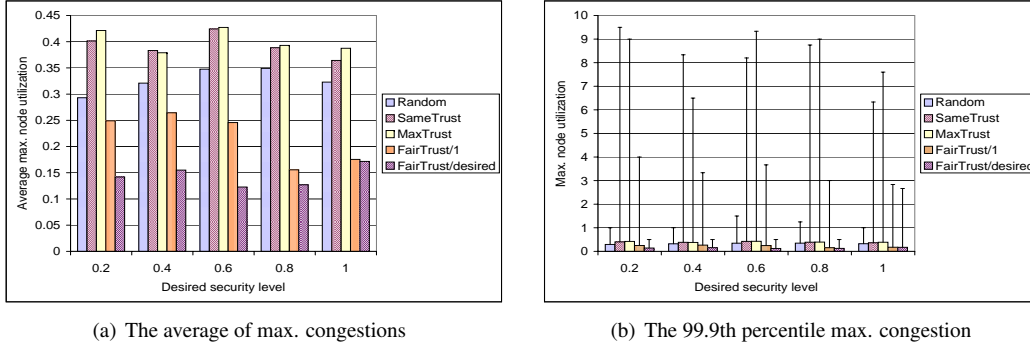 0.45
0.4
0.35
0.3
0.25
0.2
0.15
0.1
0.05
0
Average max. node utilization
0.2 0.4 0.6 0.8 1
Desired security level
Random
SameTrust
MaxTrust
FairTrust/1
FairTrust/desired
(a) The average of max. congestions
10
9
8
7
6
5
4
3
2
1
0
Max. node utilization
0.2 0.4 0.6 0.8 1
Desired security level
Random
SameTrust
MaxTrust
FairTrust/1
FairTrust/desired
(b) The 99.9th percentile max. congestion